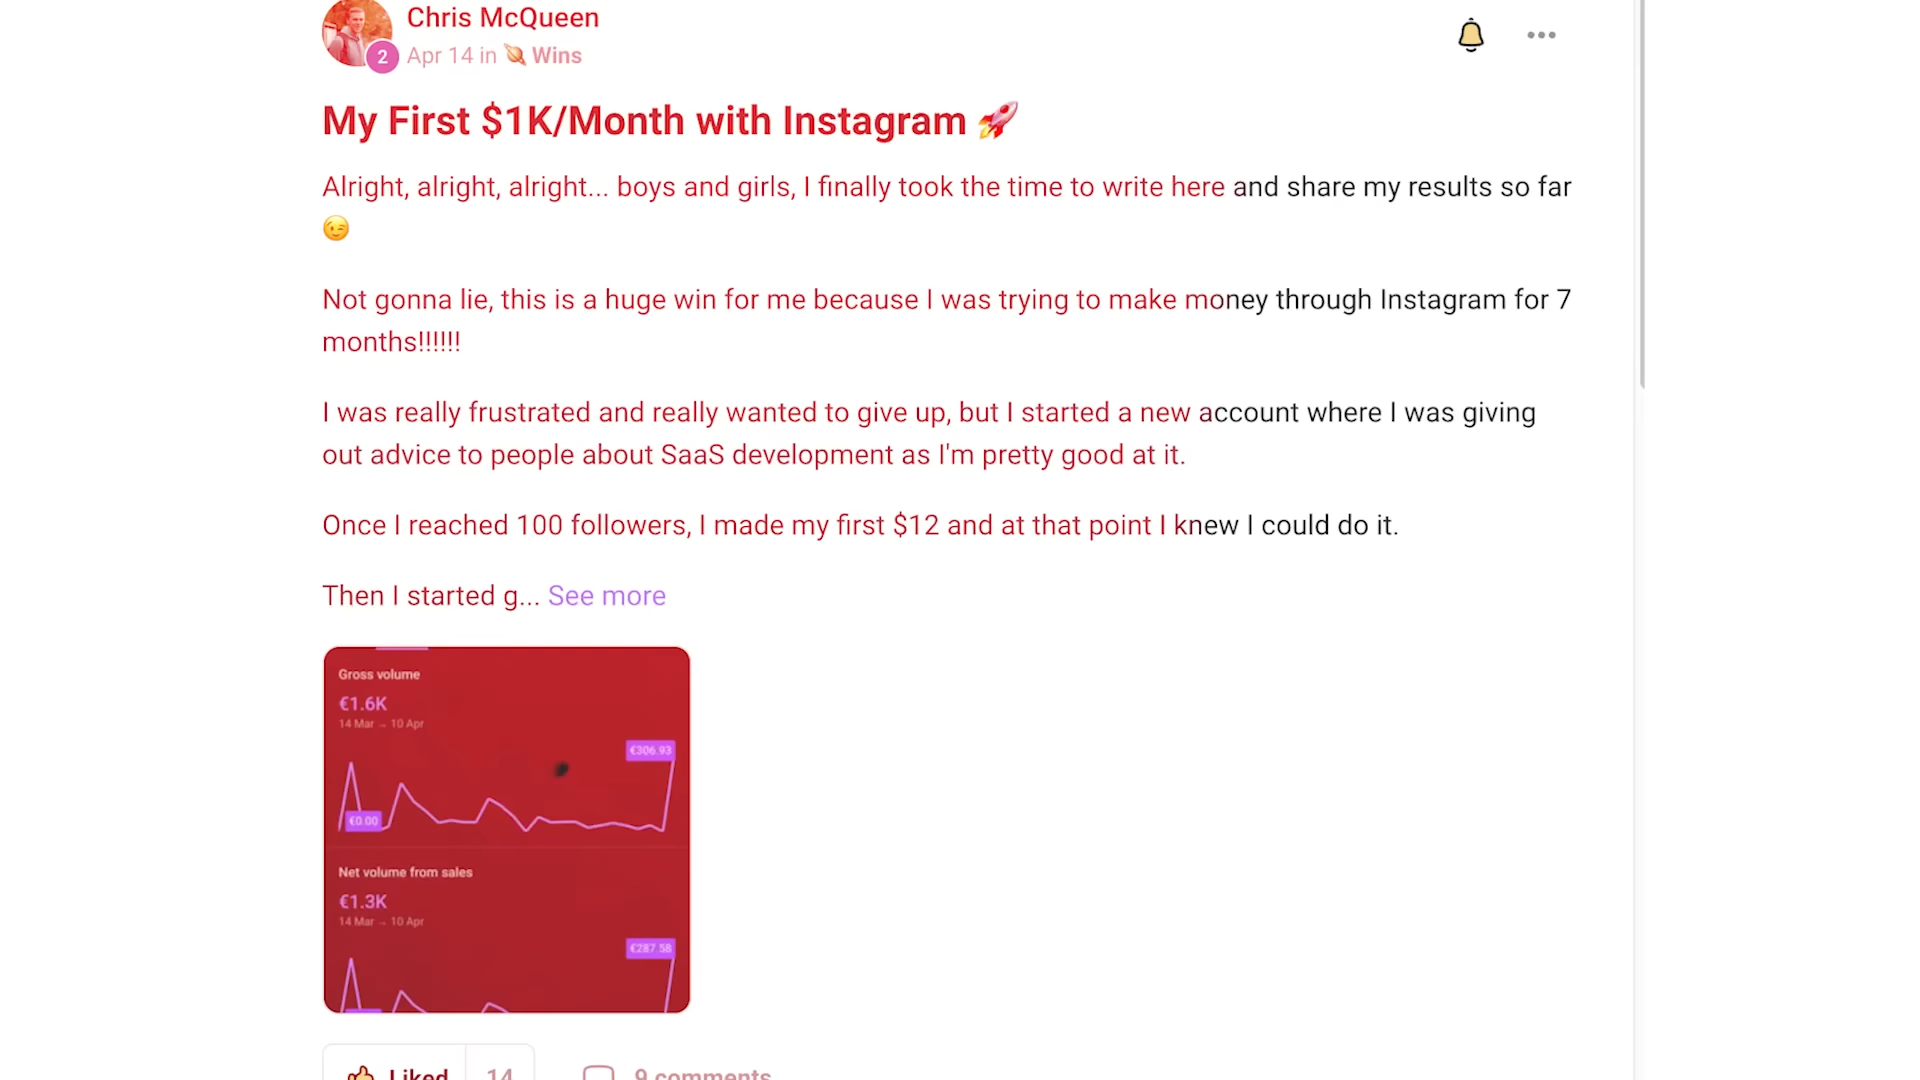 Chris McQueen
2
Apr 14 in Wins
My First $1K/Month with Instagram 🚀
Alright, alright, alright... boys and girls, I finally took the time to write here and share my results so far
😉
Not gonna lie, this is a huge win for me because I was trying to make money through Instagram for 7
months!!!!!!
I was really frustrated and really wanted to give up, but I started a new account where I was giving
out advice to people about SaaS development as I'm pretty good at it.
Once I reached 100 followers, I made my first $12 and at that point I knew I could do it.
Then I started g... See more
Gross volume
€1.6K
14 Mar – 10 Apr
€306.93
€0.00
Net volume from sales
€1.3K
14 Mar – 10 Apr
€287.58
Liked 14 9 comments